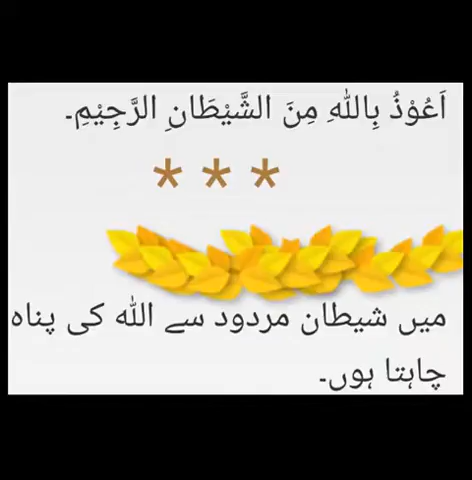 اَعُوْذُ بِاللّٰهِ مِنَ الشَّيْطَانِ الرَّجِيْمِ۔
* * *
میں شیطان مردود سے اللہ کی پناہ
چاہتا ہوں۔